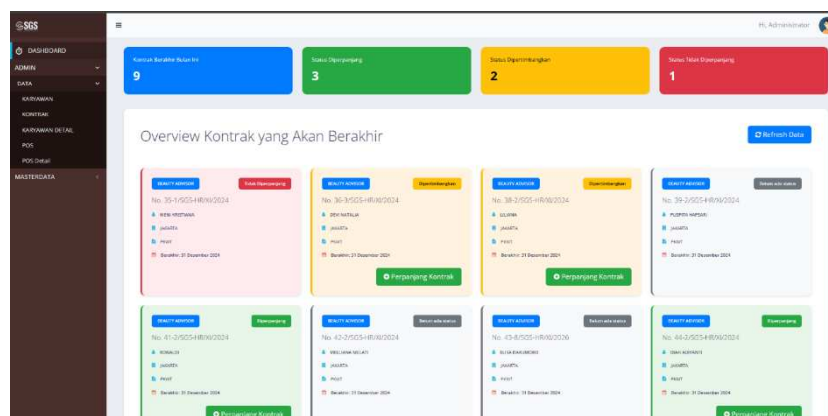 SGS
Hi, Administrator
DASHBOARD
ADMIN
DATA
KARYAWAN
KONTRAK
KARYAWAN DETAIL
POS
POS Detail
MASTERDATA
Kontrak Berakhir Bulan Ini
9
Status Diperpanjang
3
Status Dipertimbangkan
2
Status Tidak Diperpanjang
1
Overview Kontrak yang Akan Berakhir
Refresh Data
BEAUTY ADVISOR
Tidak Diperpanjang
No. 35-1/SGS-HR/XI/2024
JAKARTA
PKWT
Berakhir: 31 Desember 2024
BEAUTY ADVISOR
Dipertimbangkan
No. 36-3/SGS-HR/XI/2024
DEVI NATALIA
JAKARTA
PKWT
Berakhir: 31 Desember 2024
Perpanjang Kontrak
BEAUTY ADVISOR
Dipertimbangkan
No. 38-2/SGS-HR/XI/2024
JAKARTA
PKWT
Berakhir: 31 Desember 2024
Perpanjang Kontrak
BEAUTY ADVISOR
Belum ada status
No. 39-2/SGS-HR/XI/2024
PUSPITA HAPSARI
JAKARTA
PKWT
Berakhir: 31 Desember 2024
BEAUTY ADVISOR
Diperpanjang
No. 41-2/SGS-HR/XI/2024
JAKARTA
PKWT
Berakhir: 31 Desember 2024
Perpanjang Kontrak
BEAUTY ADVISOR
Belum ada status
No. 42-2/SGS-HR/XI/2024
JAKARTA
PKWT
Berakhir: 31 Desember 2024
BEAUTY ADVISOR
Belum ada status
JAKARTA
PKWT
Berakhir: 31 Desember 2024
BEAUTY ADVISOR
Diperpanjang
No. 44-2/SGS-HR/XI/2024
JAKARTA
PKWT
Berakhir: 31 Desember 2024
Perpanjang Kontrak